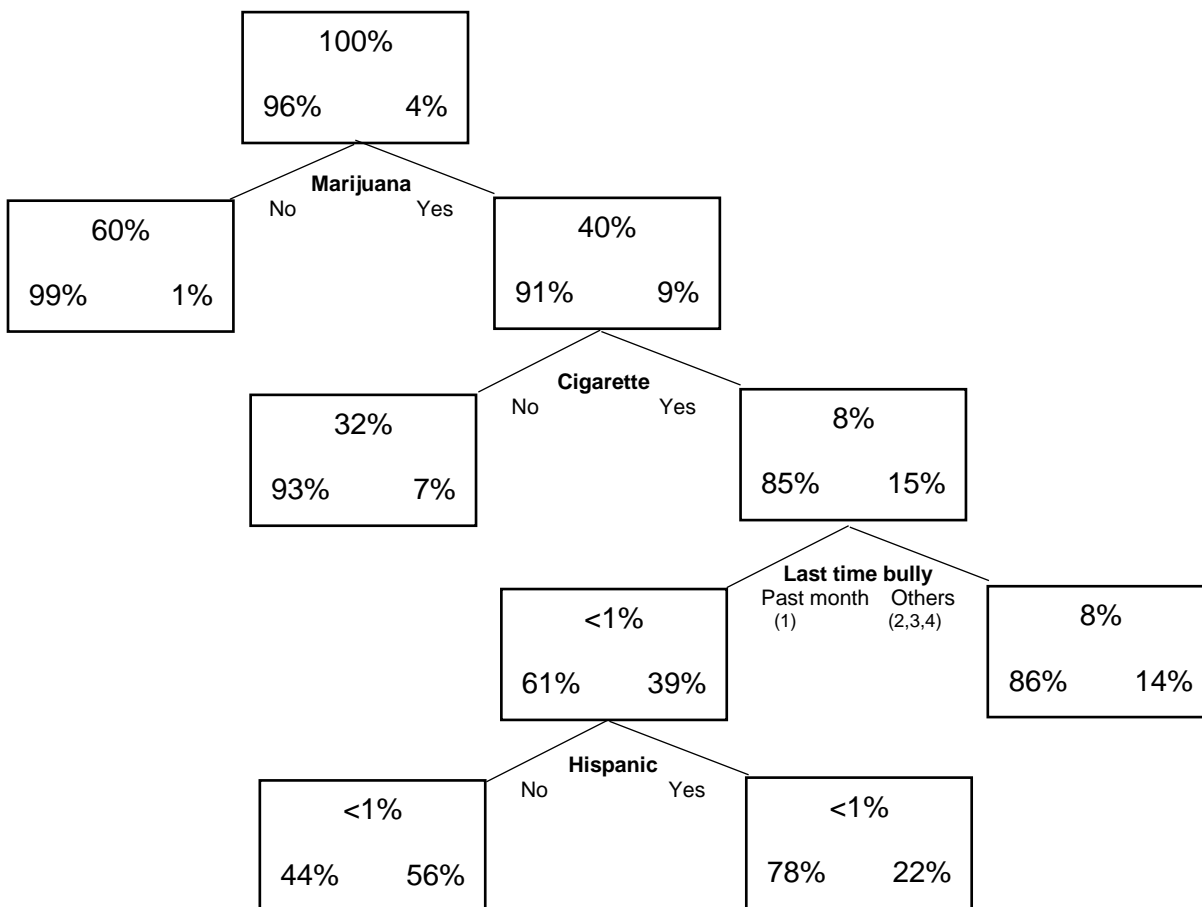 100%
96% 4%
Marijuana
No Yes
60%
99% 1%
40%
91% 9%
Cigarette
No Yes
32%
93% 7%
8%
85% 15%
Last time bully
Past month Others
(1) (2,3,4)
<1%
61% 39%
8%
86% 14%
Hispanic
No Yes
<1%
44% 56%
<1%
78% 22%